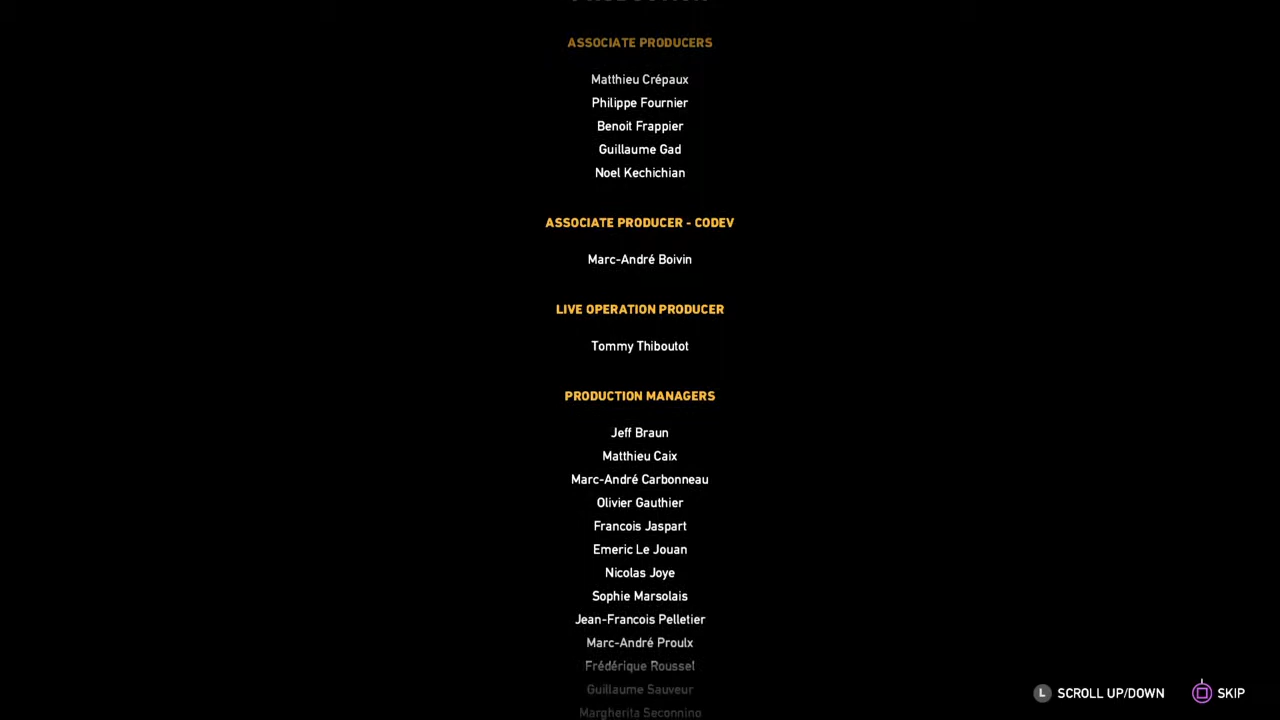 PRODUCTION
ASSOCIATE PRODUCERS
Matthieu Crépaux
Philippe Fournier
Benoit Frappier
Guillaume Gad
Noel Kechichian
ASSOCIATE PRODUCER - CODEV
Marc-André Boivin
LIVE OPERATION PRODUCER
Tommy Thiboutot
PRODUCTION MANAGERS
Jeff Braun
Matthieu Caix
Marc-André Carbonneau
Olivier Gauthier
Francois Jaspart
Emeric Le Jouan
Nicolas Joye
Sophie Marsolais
Jean-Francois Pelletier
Marc-André Proulx
Frédérique Roussel
Guillaume Sauveur
Margherita Seconnino
L SCROLL UP/DOWN SKIP